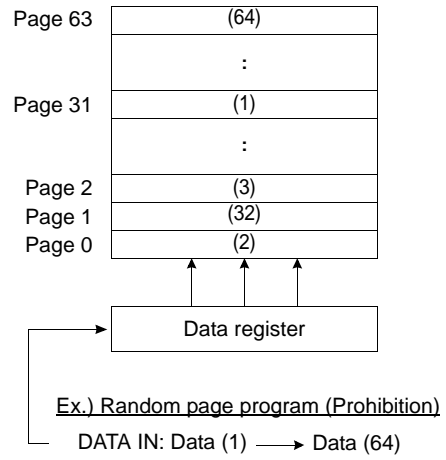 Page 63 (64)
:
Page 31 (1)
:
Page 2 (3)
Page 1 (32)
Page 0 (2)
Data register
Ex.) Random page program (Prohibition)
DATA IN: Data (1) Data (64)